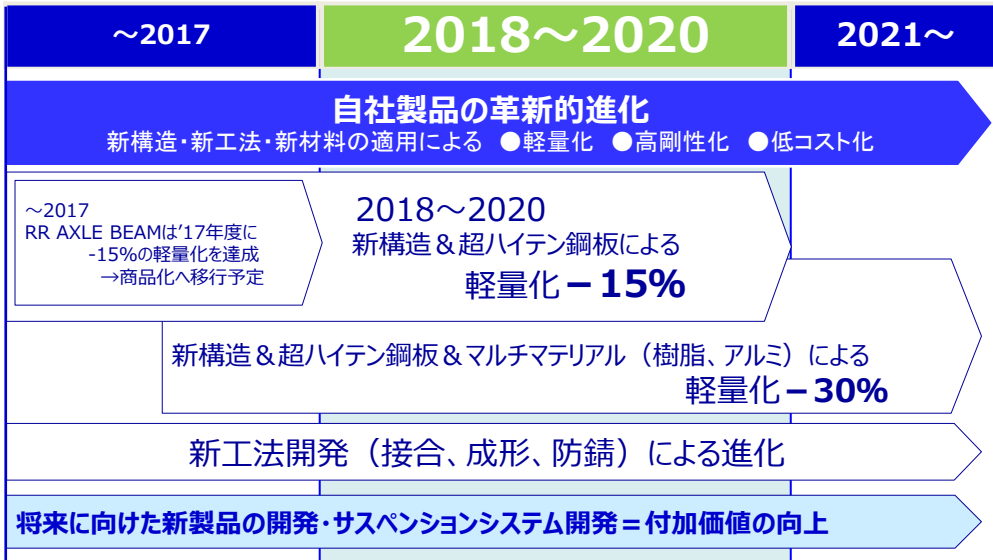 ～2017
2018～2020
2021～
自社製品の革新的進化
新構造・新工法・新材料の適用による ●軽量化 ●高剛性化 ●低コスト化
～2017
RR AXLE BEAMは'17年度に
-15%の軽量化を達成
→商品化へ移行予定
2018～2020
新構造＆超ハイテン鋼板による
軽量化－15%
新構造＆超ハイテン鋼板＆マルチマテリアル（樹脂、アルミ）による
軽量化－30%
新工法開発（接合、成形、防錆）による進化
将来に向けた新製品の開発・サスペンションシステム開発＝付加価値の向上